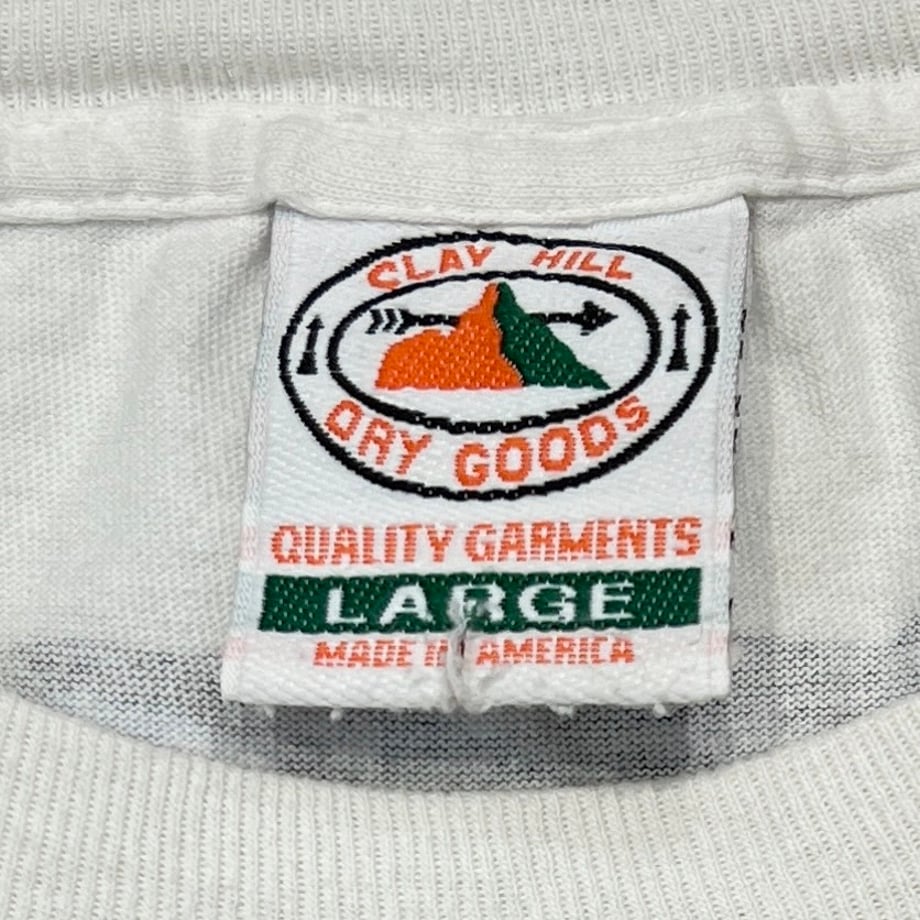 CLAY HILL
DRY GOODS
QUALITY GARMENTS
LARGE
MADE IN AMERICA